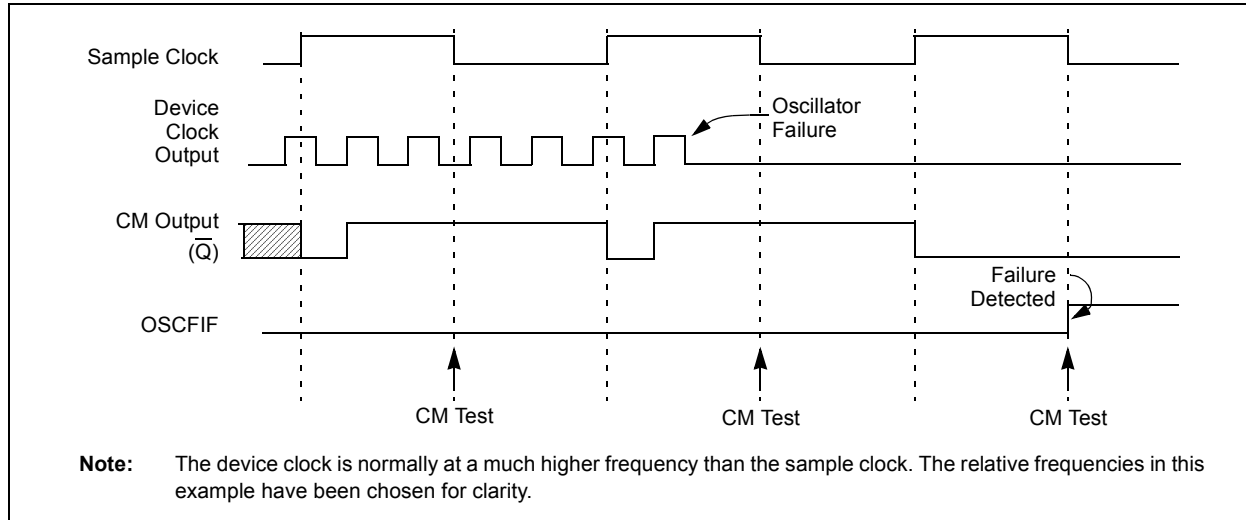 Sample Clock
Device
Clock
Output
Oscillator
Failure
CM Output
(Q̅)
Failure
Detected
OSCFIF
CM Test
CM Test
CM Test
Note: The device clock is normally at a much higher frequency than the sample clock. The relative frequencies in this
example have been chosen for clarity.